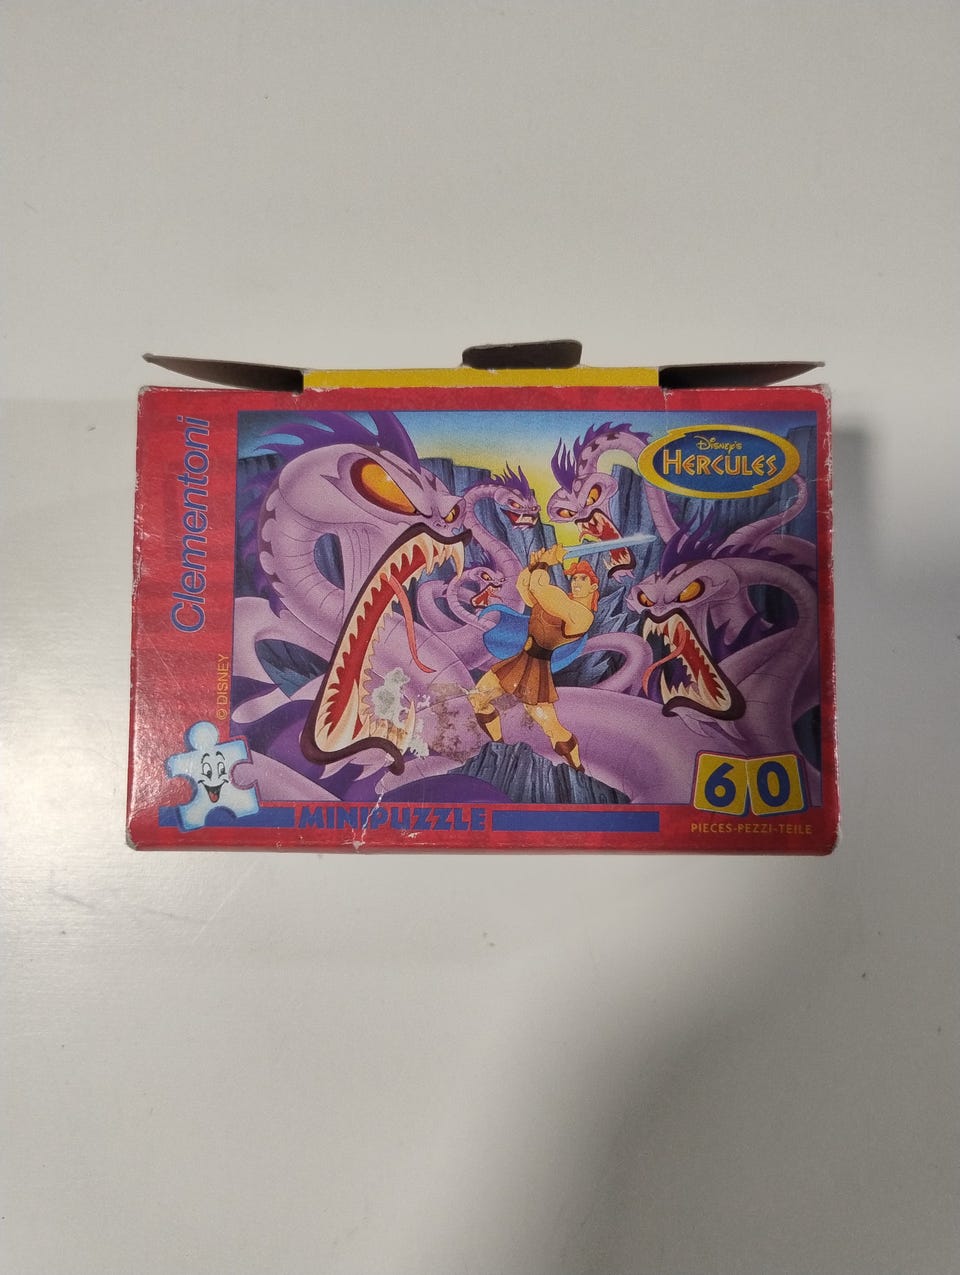 Clementoni
© DISNEY
DISNEY'S
HERCULES
MINIPUZZLE
60
PIECES-PEZZI-TEILE